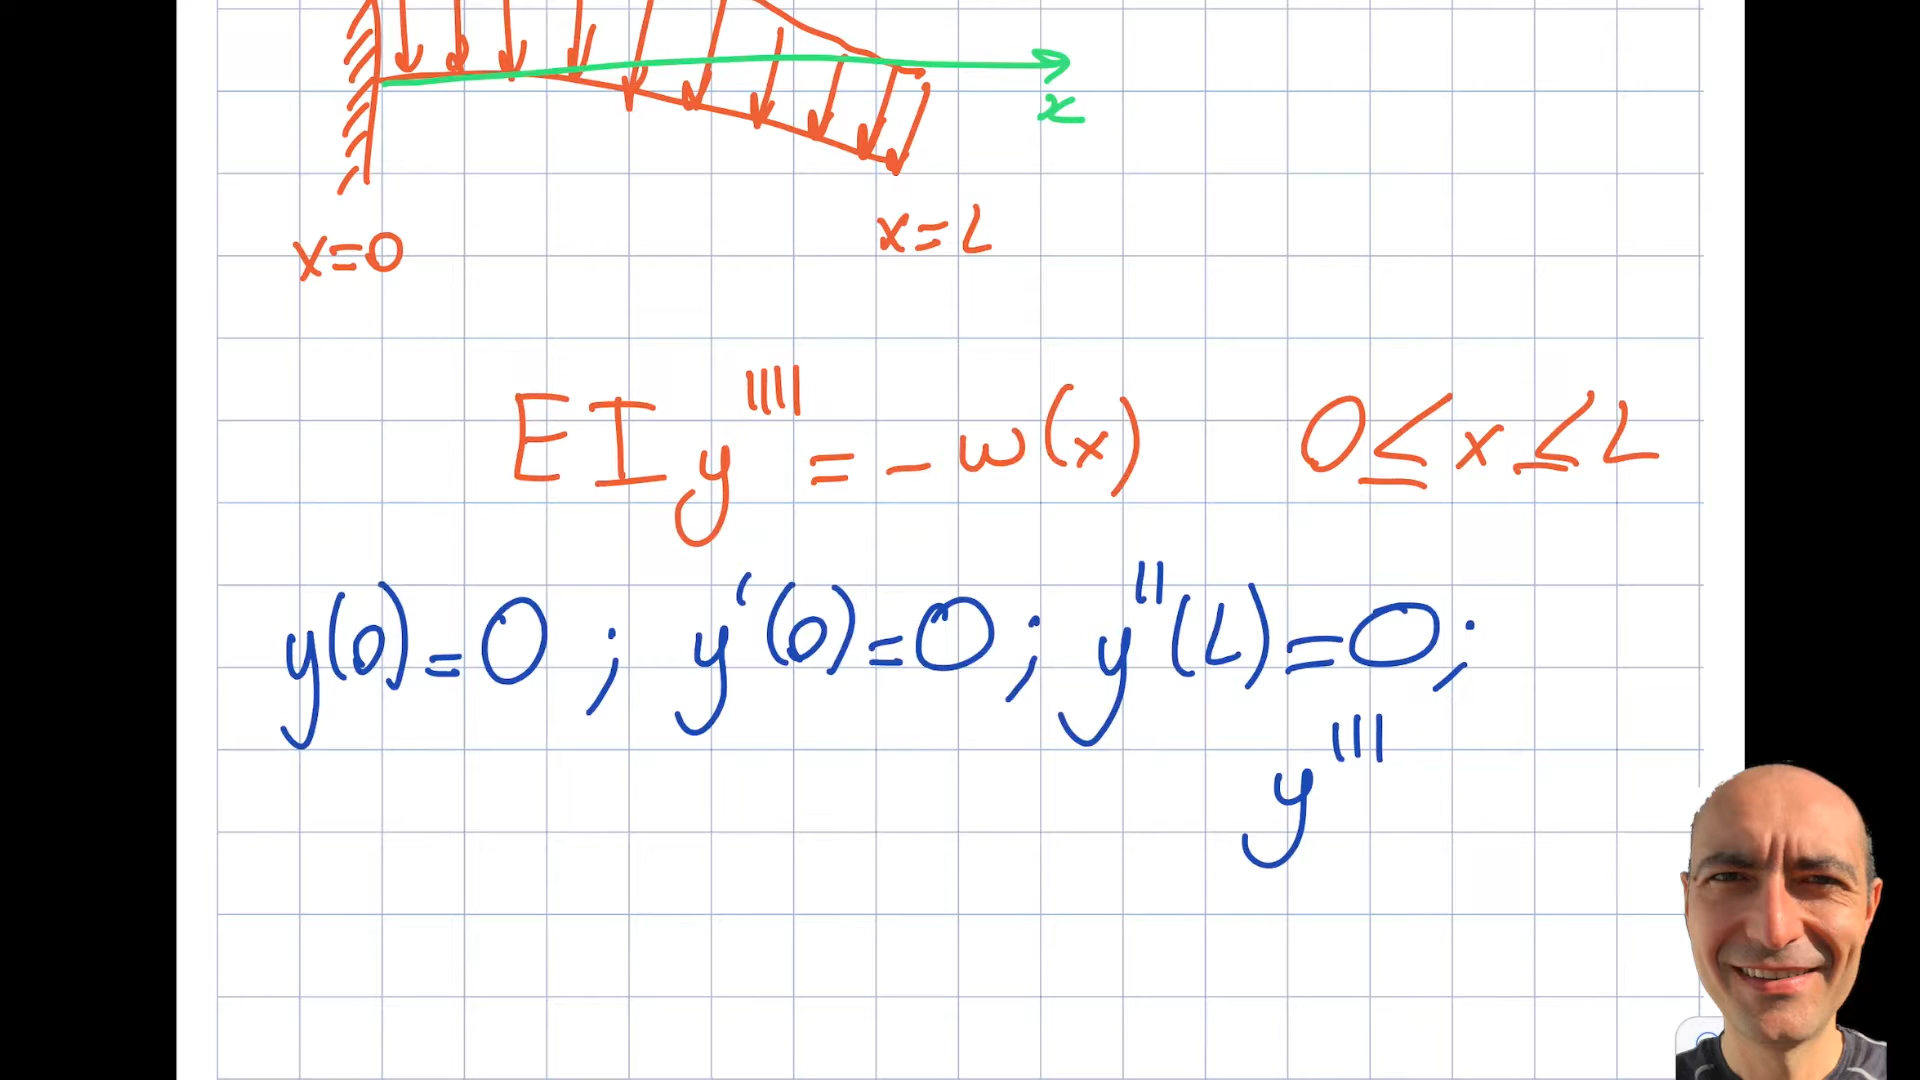 x
x=0
x=L
EIy''''=-w(x) 0≤x≤L
y(0)=0; y'(0)=0; y''(L)=0;
y'''